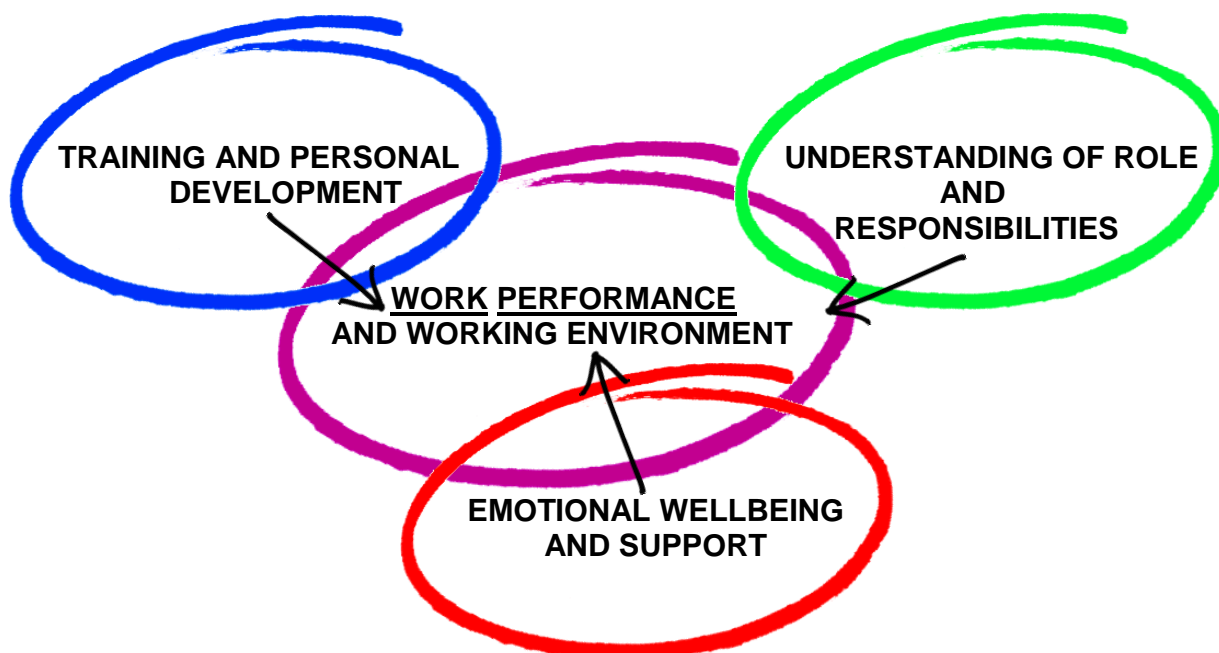 TRAINING AND PERSONAL
DEVELOPMENT
UNDERSTANDING OF ROLE
AND
RESPONSIBILITIES
WORK PERFORMANCE
AND WORKING ENVIRONMENT
EMOTIONAL WELLBEING
AND SUPPORT